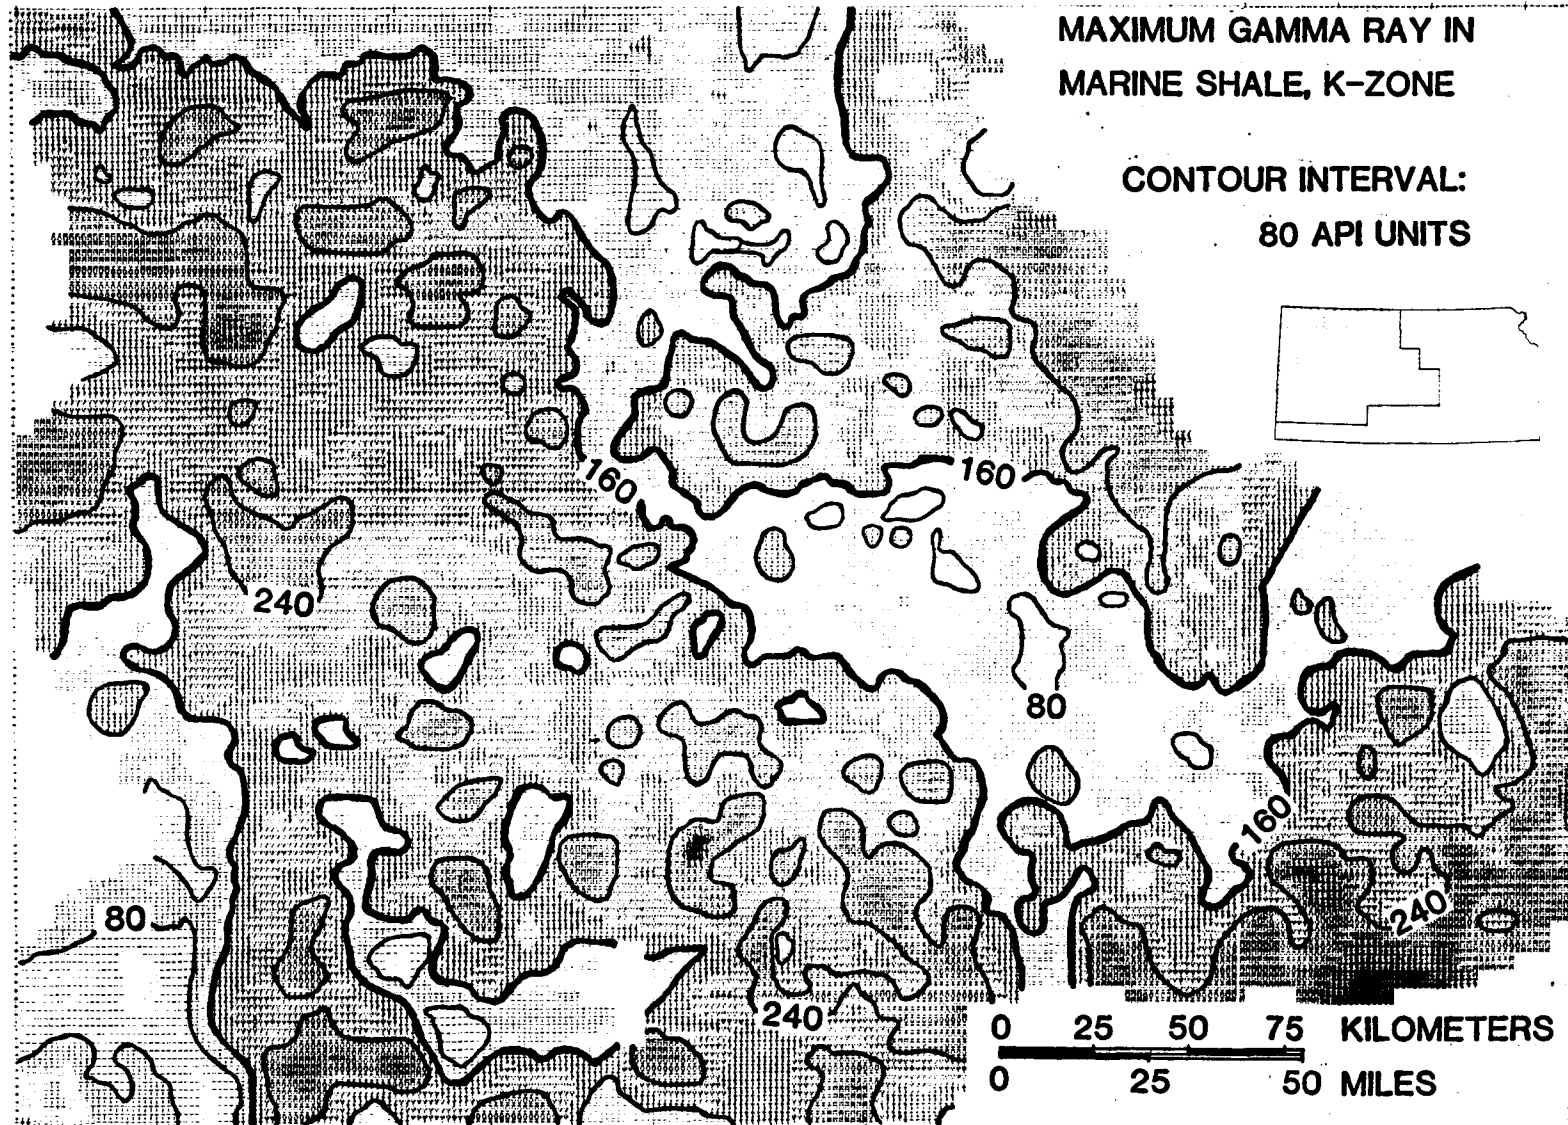 MAXIMUM GAMMA RAY IN
MARINE SHALE, K-ZONE
CONTOUR INTERVAL:
80 API UNITS
160
160
240
80
160
80
240
240
0 25 50 75 KILOMETERS
0 25 50 MILES